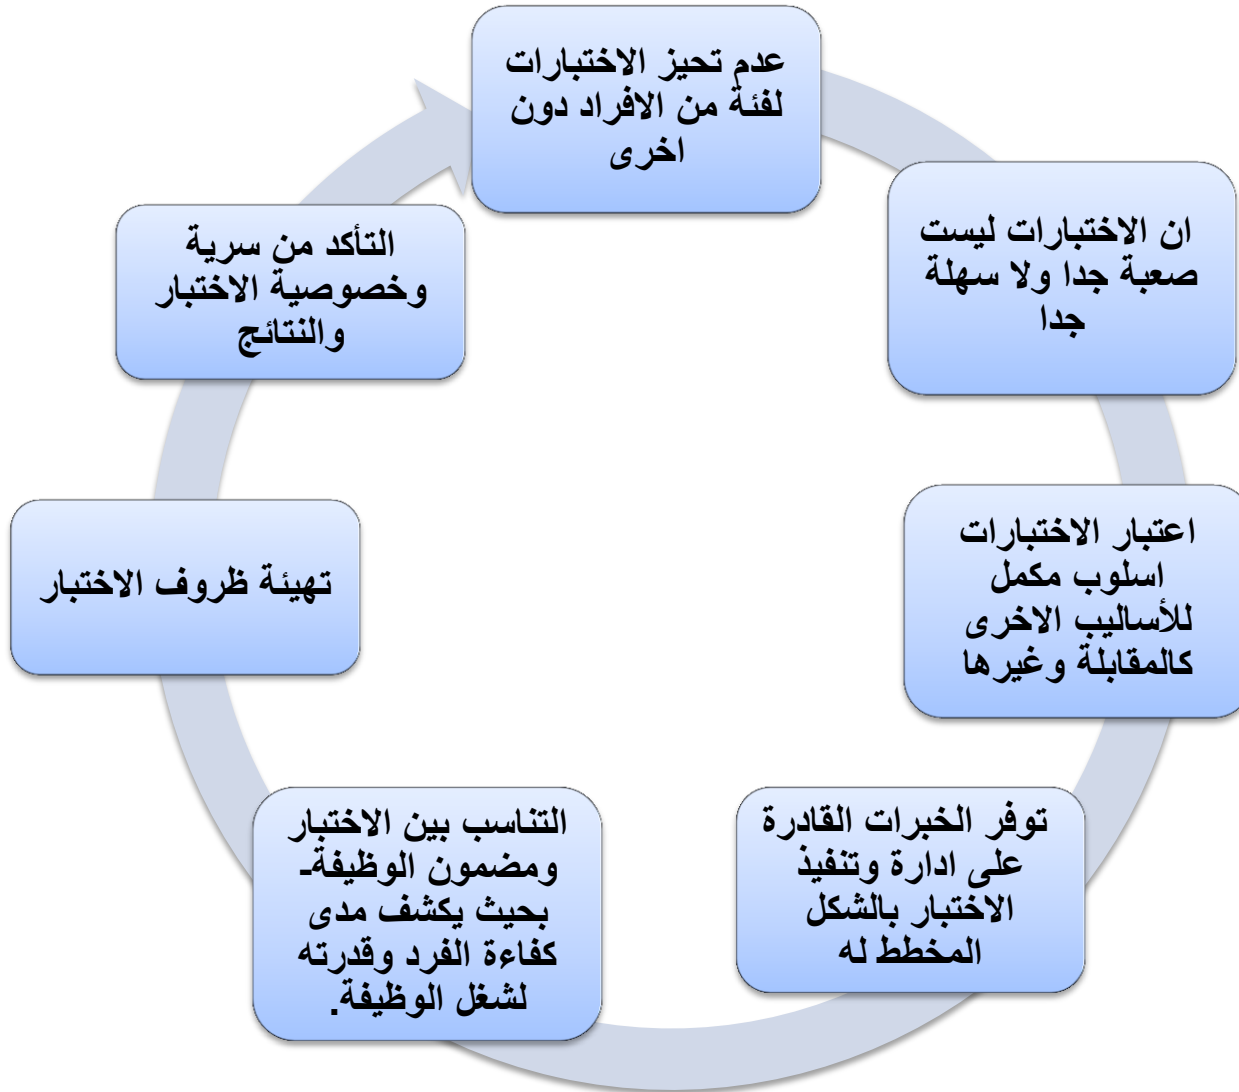 عدم تحيز الاختبارات
لفئة من الافراد دون
اخرى
ان الاختبارات ليست
صعبة جدا ولا سهلة
جدا
اعتبار الاختبارات
اسلوب مكمل
للأساليب الاخرى
كالمقابلة وغيرها
توفر الخبرات القادرة
على ادارة وتنفيذ
الاختبار بالشكل
المخطط له
التناسب بين الاختبار
ومضمون الوظيفة-
بحيث يكشف مدى
كفاءة الفرد وقدرته
لشغل الوظيفة.
تهيئة ظروف الاختبار
التأكد من سرية
وخصوصية الاختبار
والنتائج